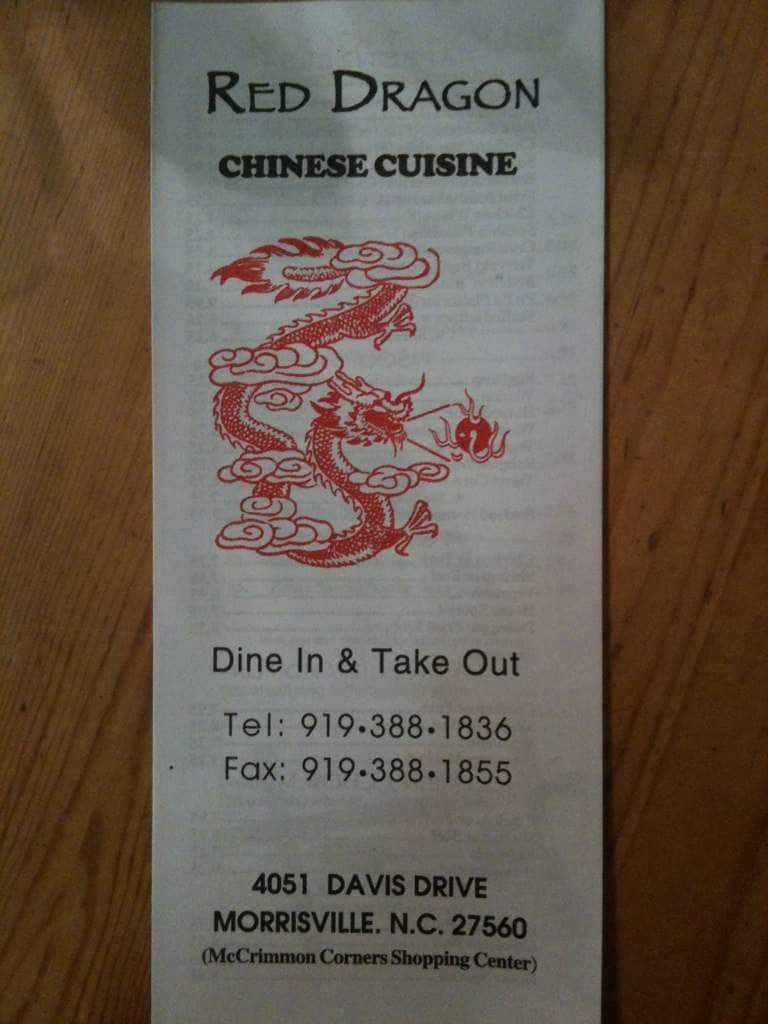 RED DRAGON
CHINESE CUISINE
Dine In & Take Out
Tel: 919•388•1836
Fax: 919•388•1855
4051 DAVIS DRIVE
MORRISVILLE. N.C. 27560
(McCrimmon Corners Shopping Center)